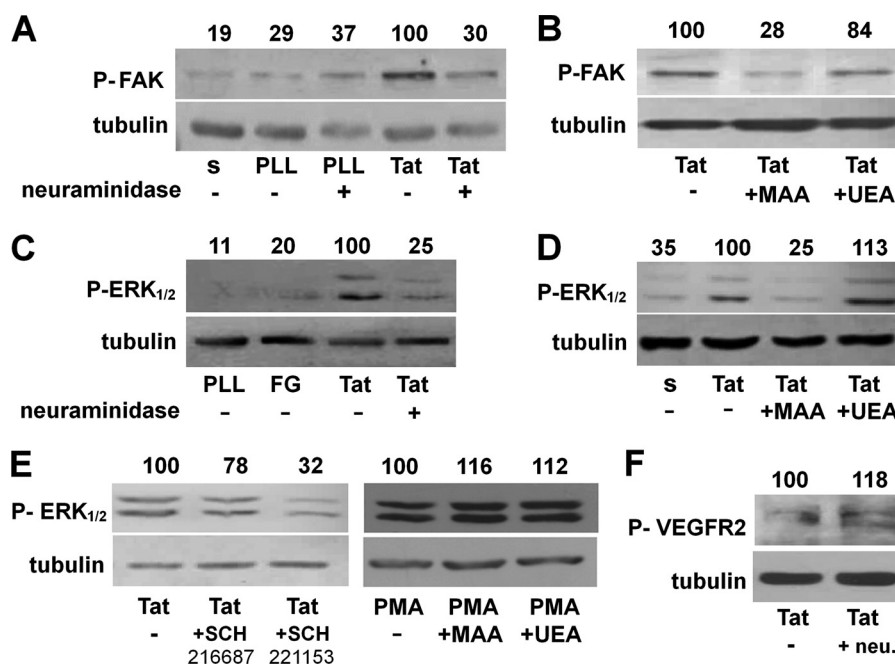 A
19 29 37 100 30
P- FAK
tubulin
s PLL PLL Tat Tat
neuraminidase - - + - +
B
100 28 84
P-FAK
tubulin
Tat Tat Tat
- +MAA +UEA
C
11 20 100 25
P-ERK1/2
tubulin
PLL FG Tat Tat
neuraminidase - - - +
D
35 100 25 113
P-ERK1/2
tubulin
s Tat Tat Tat
- - +MAA +UEA
E
100 78 32 100 116 112
P- ERK1/2
tubulin
Tat Tat Tat PMA PMA PMA
- +SCH +SCH - +MAA +UEA
216687 221153
F
100 118
P- VEGFR2
tubulin
Tat Tat
- + neu.